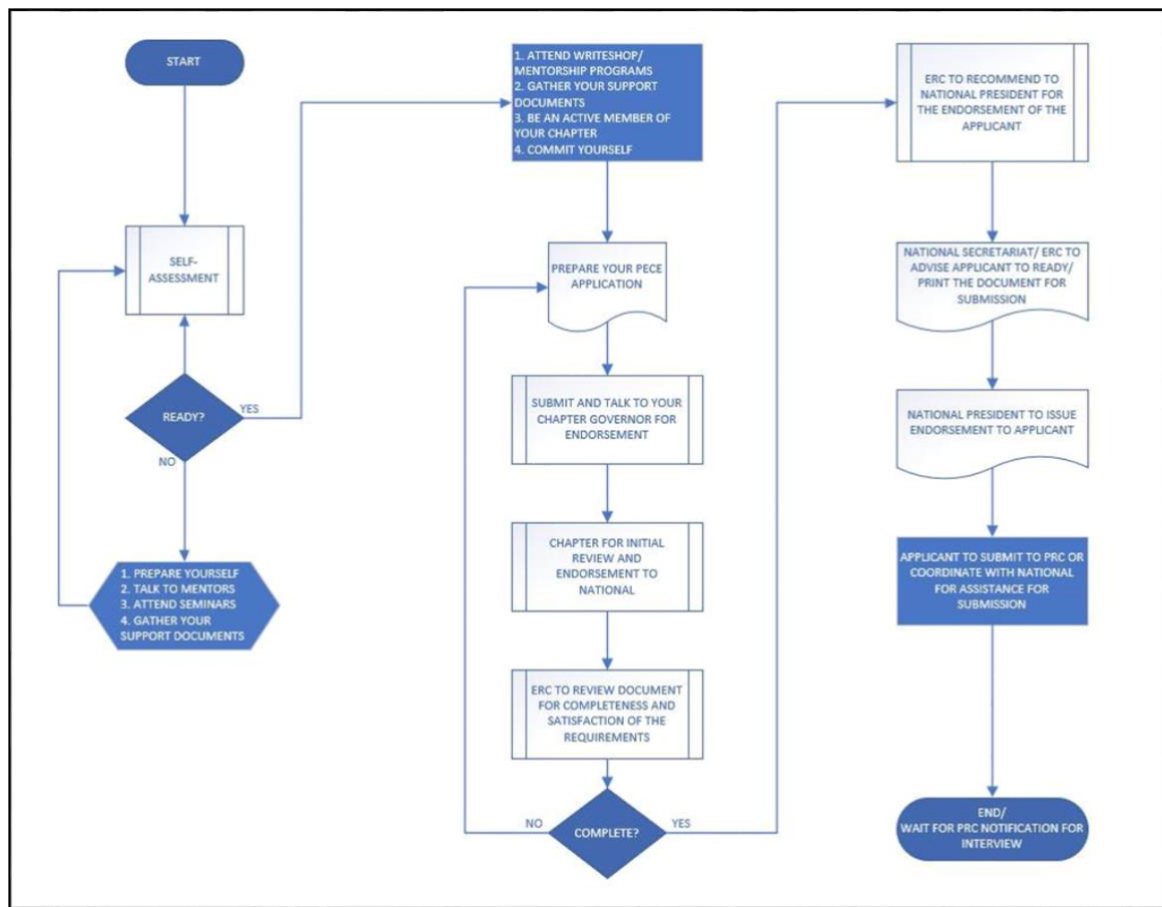 START
SELF-
ASSESSMENT
READY?
YES
NO
1. PREPARE YOURSELF
2. TALK TO MENTORS
3. ATTEND SEMINARS
4. GATHER YOUR
SUPPORT DOCUMENTS
1. ATTEND WRITESHOP/
MENTORSHIP PROGRAMS
2. GATHER YOUR SUPPORT
DOCUMENTS
3. BE AN ACTIVE MEMBER OF
YOUR CHAPTER
4. COMMIT YOURSELF
PREPARE YOUR PECE
APPLICATION
SUBMIT AND TALK TO YOUR
CHAPTER GOVERNOR FOR
ENDORSEMENT
CHAPTER FOR INITIAL
REVIEW AND
ENDORSEMENT TO
NATIONAL
ERC TO REVIEW DOCUMENT
FOR COMPLETENESS AND
SATISFACTION OF THE
REQUIREMENTS
NO
COMPLETE?
YES
ERC TO RECOMMEND TO
NATIONAL PRESIDENT FOR
THE ENDORSEMENT OF THE
APPLICANT
NATIONAL SECRETARIAT/ ERC TO
ADVISE APPLICANT TO READY/
PRINT THE DOCUMENT FOR
SUBMISSION
NATIONAL PRESIDENT TO ISSUE
ENDORSEMENT TO APPLICANT
APPLICANT TO SUBMIT TO PRC OR
COORDINATE WITH NATIONAL
FOR ASSISTANCE FOR
SUBMISSION
END/
WAIT FOR PRC NOTIFICATION FOR
INTERVIEW